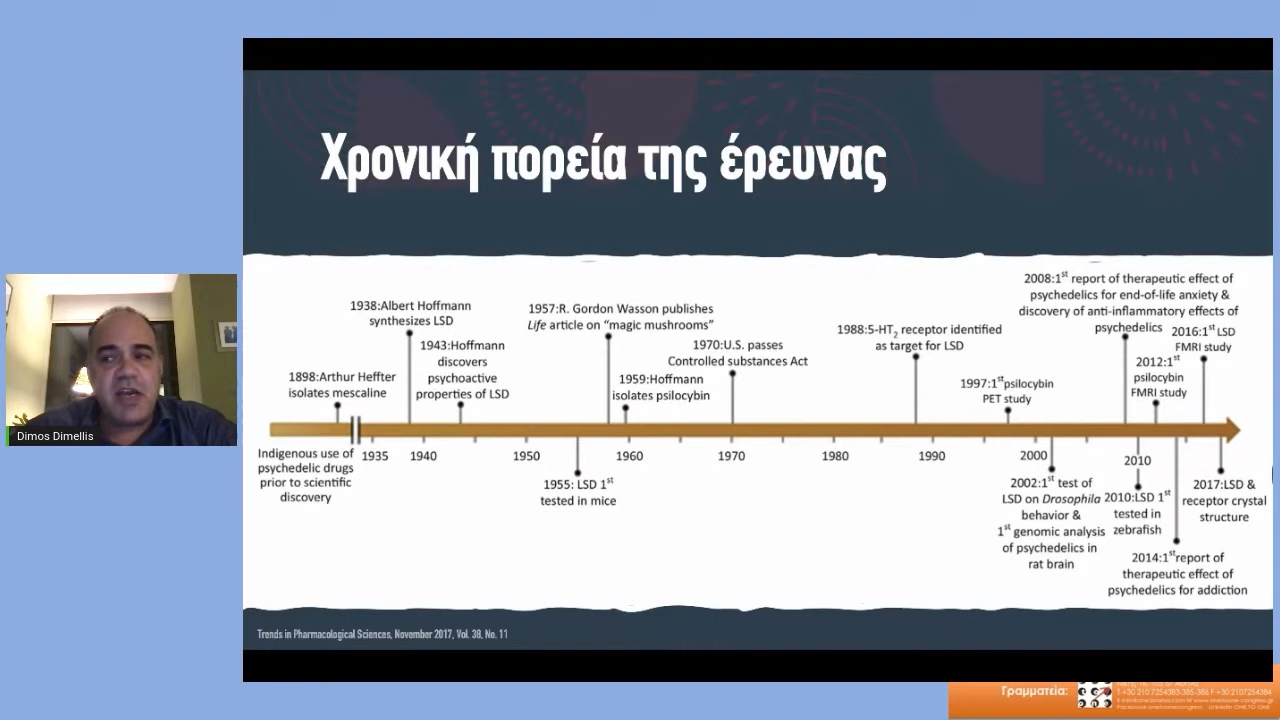 Χρονική πορεία της έρευνας
1898:Arthur Heffter
isolates mescaline
1938:Albert Hoffmann
synthesizes LSD
1943:Hoffmann
discovers
psychoactive
properties of LSD
1957:R. Gordon Wasson publishes
Life article on “magic mushrooms”
1959:Hoffmann
isolates psilocybin
1970:U.S. passes
Controlled substances Act
1988:5-HT2 receptor identified
as target for LSD
1997:1st psilocybin
PET study
2008:1st report of therapeutic effect of
psychedelics for end-of-life anxiety &
discovery of anti-inflammatory effects of
psychedelics
2012:1st
psilocybin
FMRI study
2016:1st LSD
FMRI study
Indigenous use of
psychedelic drugs
prior to scientific
discovery
1935 1940 1950 1960 1970 1980 1990 2000 2010
1955: LSD 1st
tested in mice
2002:1st test of
LSD on Drosophila
behavior &
1st genomic analysis
of psychedelics in
rat brain
2010:LSD 1st
tested in
zebrafish
2014:1st report of
therapeutic effect of
psychedelics for addiction
2017:LSD &
receptor crystal
structure
Trends in Pharmacological Sciences, November 2017, Vol. 38, No. 11
Dimos Dimellis
Γραμματεία:
T +30 210 7254383-385-386 F +30 2107254384